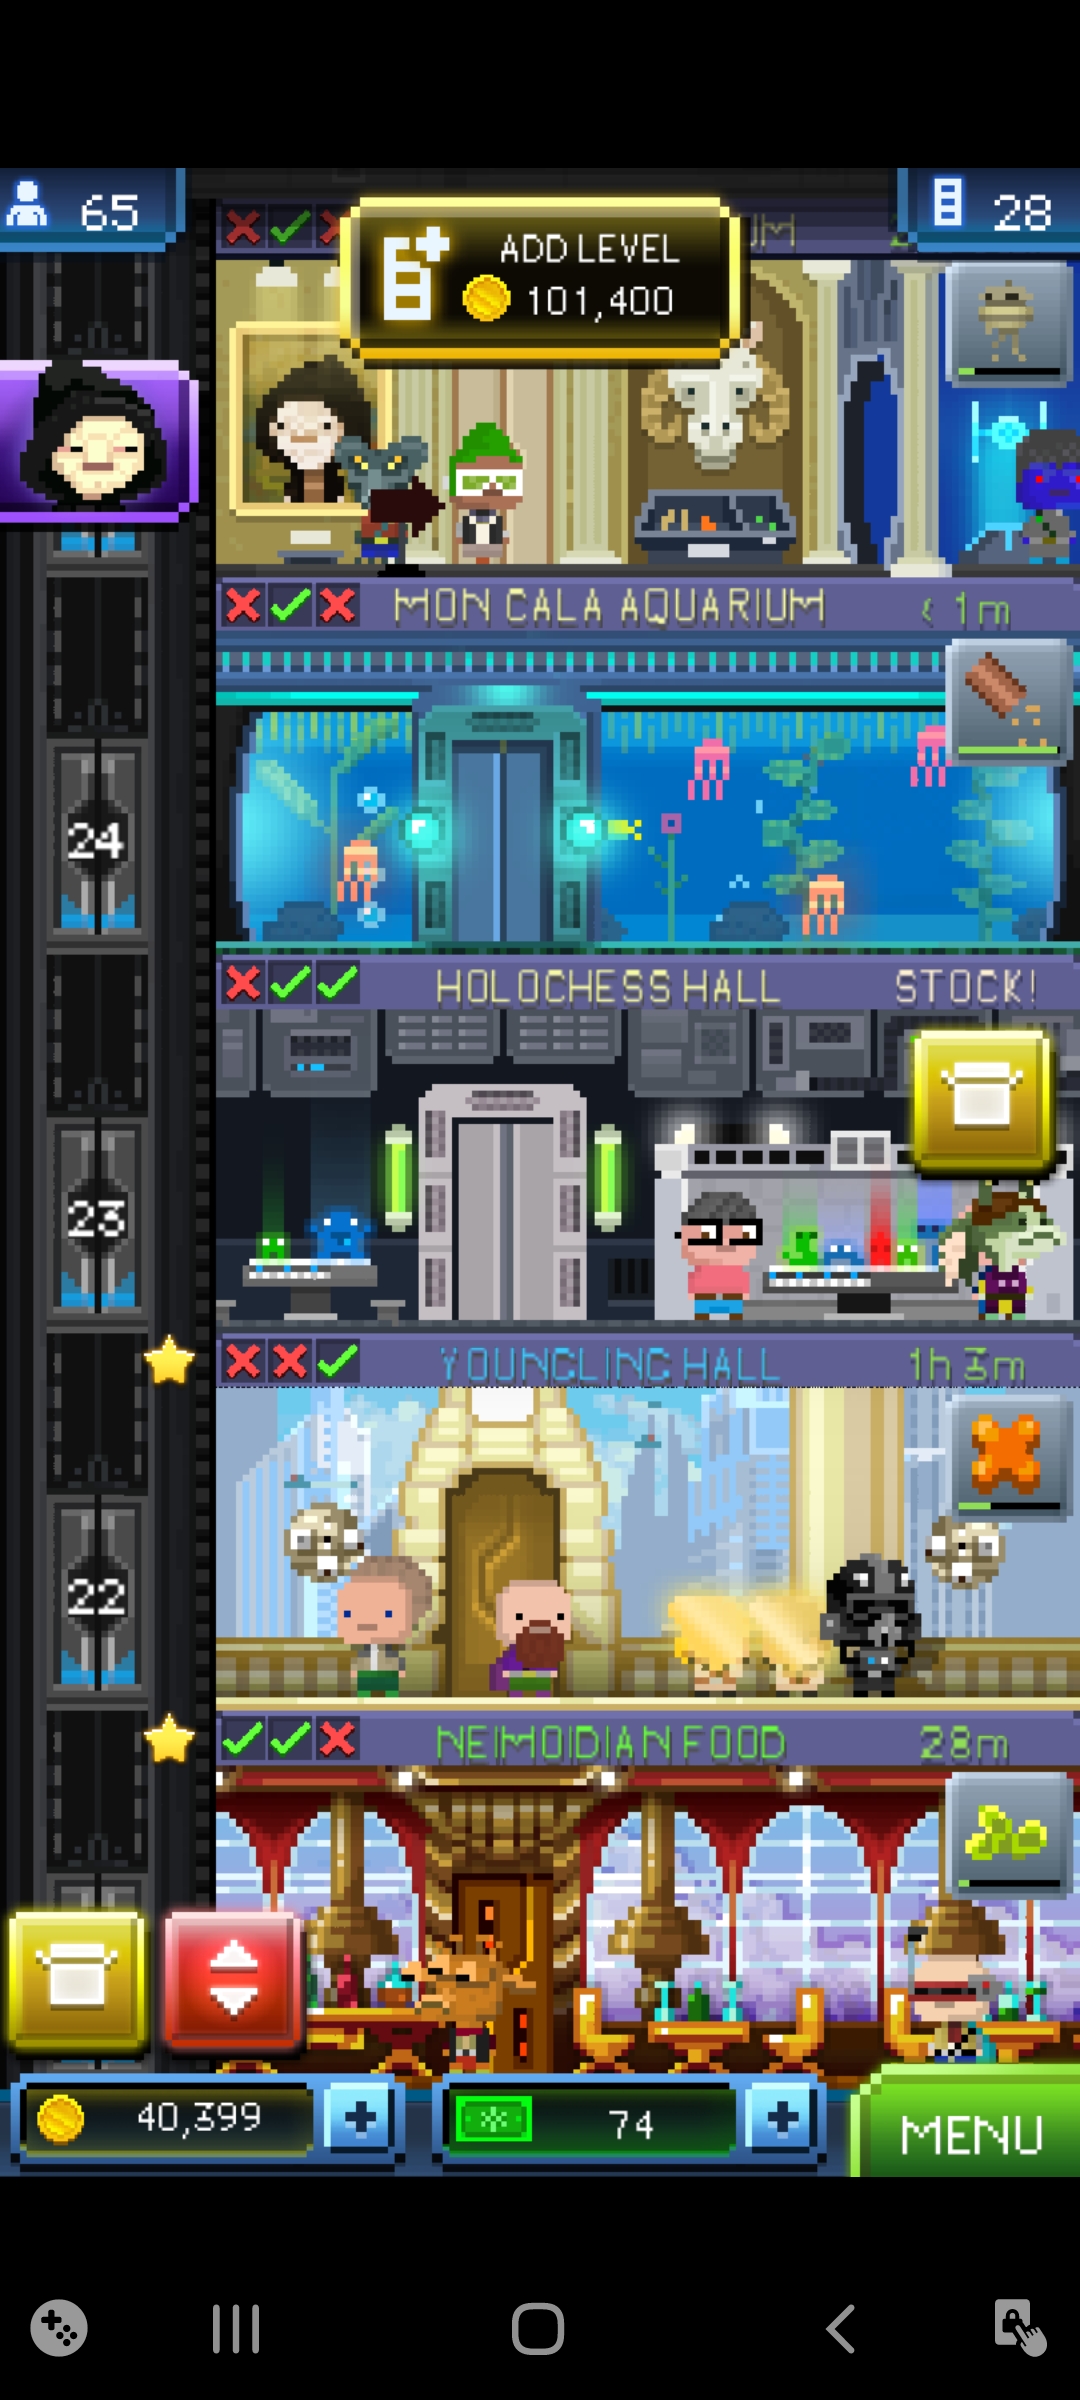 65
28
ADD LEVEL
101,400
UM
MON CALA AQUARIUM < 1m
24
HOLOCHESS HALL STOCK!
23
YOUNGLING HALL 1h 3m
22
NEIMOIDIAN FOOD 28m
40,399
74
MENU